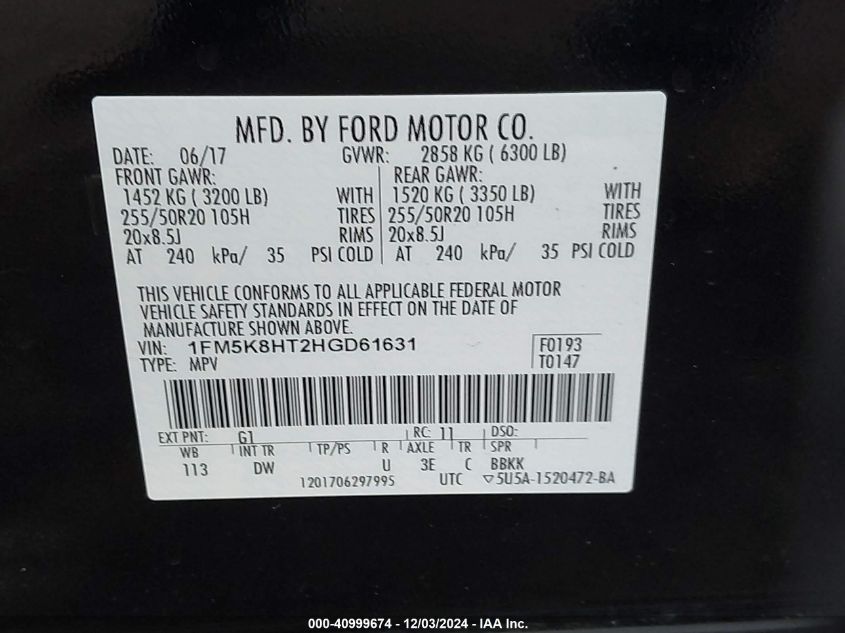 MFD. BY FORD MOTOR CO.
DATE: 06/17 GVWR: 2858 KG ( 6300 LB)
FRONT GAWR: REAR GAWR:
1452 KG ( 3200 LB) WITH 1520 KG ( 3350 LB) WITH
255/50R20 105H TIRES 255/50R20 105H TIRES
20x8.5J RIMS 20x8.5J RIMS
AT 240 kPa/ 35 PSI COLD AT 240 kPa/ 35 PSI COLD
THIS VEHICLE CONFORMS TO ALL APPLICABLE FEDERAL MOTOR
VEHICLE SAFETY STANDARDS IN EFFECT ON THE DATE OF
MANUFACTURE SHOWN ABOVE.
VIN: 1FM5K8HT2HGD61631 F0193
TYPE: MPV T0147
EXT PNT: G1 RC: 11 DSO:
WB INT TR TP/PS R AXLE TR SPR
113 DW U 3E C BBKK
1201706297995 UTC ▽5U5A-1520472-BA
000-40999674 - 12/03/2024 - IAA Inc.